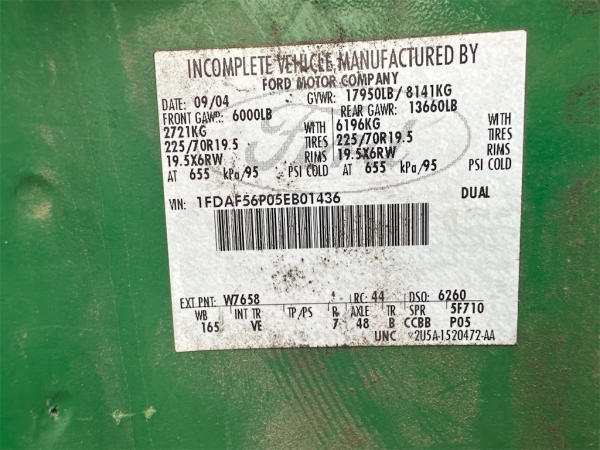 INCOMPLETE VEHICLE MANUFACTURED BY
FORD MOTOR COMPANY
DATE 09/04 GVWR: 17950LB/ 8141KG
FRONT GAWR: 6000LB REAR GAWR: 13660LB
2721KG WITH 6196KG WITH
225/70R19.5 TIRES 225/70R19.5 TIRES
19.5X6RW RIMS 19.5X6RW RIMS
AT 655 kPa/95 PSI COLD AT 655 kPa/95 PSI COLD
VIN: 1FDAF56P05EB01436 DUAL
EXT PNT: W7658 RC: 44 DSO: 6260
WB INT TR TP/PS R AXLE TR SPR 5F710
165 VE 7 48 B CCBB P05
UNC 2U5A-1520472-AA